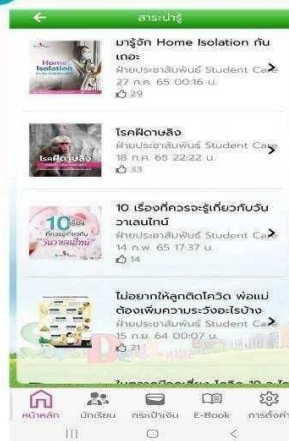 สาระน่ารู้
Home
Isolation
มารู้จัก Home Isolation กัน
เถอะ
ฝ่ายประชาสัมพันธ์ Student Care
27 ก.ค. 65 00:16 น.
29
โรคฝีดาษลิง
โรคฝีดาษลิง
ฝ่ายประชาสัมพันธ์ Student Care
18 ก.ค. 65 22:22 น.
33
10 เรื่อง
ที่ควรจะรู้เกี่ยวกับ
"วันวาเลนไทน์"
10 เรื่องที่ควรจะรู้เกี่ยวกับวัน
วาเลนไทน์
ฝ่ายประชาสัมพันธ์ Student Care
14 ก.พ. 65 17:37 น.
14
ไม่อยากให้ลูกติดโควิด พ่อแม่
ต้องเพิ่มความระวังอะไรบ้าง
ฝ่ายประชาสัมพันธ์ Student Care
15 ก.ย. 64 00:07 น.
21
หน้าหลัก
นักเรียน
กระเป๋าเงิน
E-Book
การตั้งค่า